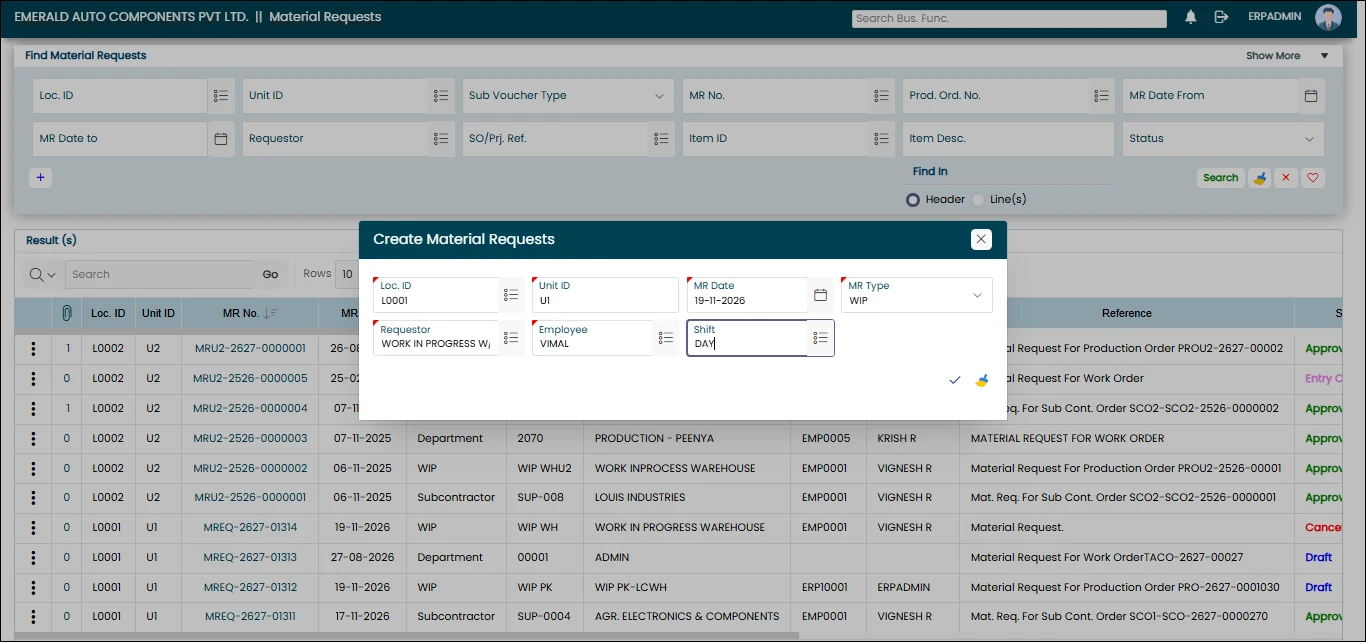 EMERALD AUTO COMPONENTS PVT LTD. || Material Requests
Search Bus. Func.
ERPADMIN
Find Material Requests
Show More
Loc. ID
Unit ID
Sub Voucher Type
MR No.
Prod. Ord. No.
MR Date From
MR Date to
Requestor
SO/Prj. Ref.
Item ID
Item Desc.
Status
+
Find In
Search
Header
Line(s)
Result (s)
Search
Go
Rows
10
Create Material Requests
Loc. ID
L0001
Unit ID
U1
MR Date
19-11-2026
MR Type
WIP
Requestor
WORK IN PROGRESS
Employee
VIMAL
Shift
DAY
Loc. ID Unit ID MR No. MR Reference S
1 L0002 U2 MRU2-2627-0000001 26-0 ial Request For Production Order PROU2-2627-00002 Approv
0 L0002 U2 MRU2-2526-0000005 25-02 ial Request For Work Order Entry C
1 L0002 U2 MRU2-2526-0000004 07-11 eq. For Sub Cont. Order SCO2-SCO2-2526-0000002 Approv
0 L0002 U2 MRU2-2526-0000003 07-11-2025 Department 2070 PRODUCTION - PEENYA EMP0005 KRISH R MATERIAL REQUEST FOR WORK ORDER Approv
0 L0002 U2 MRU2-2526-0000002 06-11-2025 WIP WIP WHU2 WORK INPROCESS WAREHOUSE EMP0001 VIGNESH R Material Request For Production Order PROU2-2526-00001 Approv
0 L0002 U2 MRU2-2526-0000001 06-11-2025 Subcontractor SUP-008 LOUIS INDUSTRIES EMP0001 VIGNESH R Mat. Req. For Sub Cont. Order SCO2-SCO2-2526-0000001 Approv
0 L0001 U1 MREQ-2627-01314 19-11-2026 WIP WIP WH WORK IN PROGRESS WAREHOUSE EMP0001 VIGNESH R Material Request. Cance
0 L0001 U1 MREQ-2627-01313 27-08-2026 Department 00001 ADMIN Material Request For Work OrderTACO-2627-00027 Draft
0 L0001 U1 MREQ-2627-01312 19-11-2026 WIP WIP PK WIP PK-LCWH ERP10001 ERPADMIN Material Request For Production Order PRO-2627-0001030 Draft
0 L0001 U1 MREQ-2627-01311 17-11-2026 Subcontractor SUP-0004 AGR. ELECTRONICS & COMPONENTS EMP0001 VIGNESH R Mat. Req. For Sub Cont. Order SCO1-SCO-2627-0000270 Approv